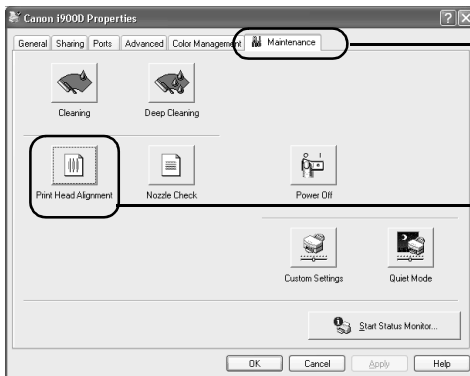 Canon i900D Properties
General Sharing Ports Advanced Color Management Maintenance
Cleaning Deep Cleaning
Print Head Alignment Nozzle Check Power Off
Custom Settings Quiet Mode
Start Status Monitor...
OK Cancel Apply Help